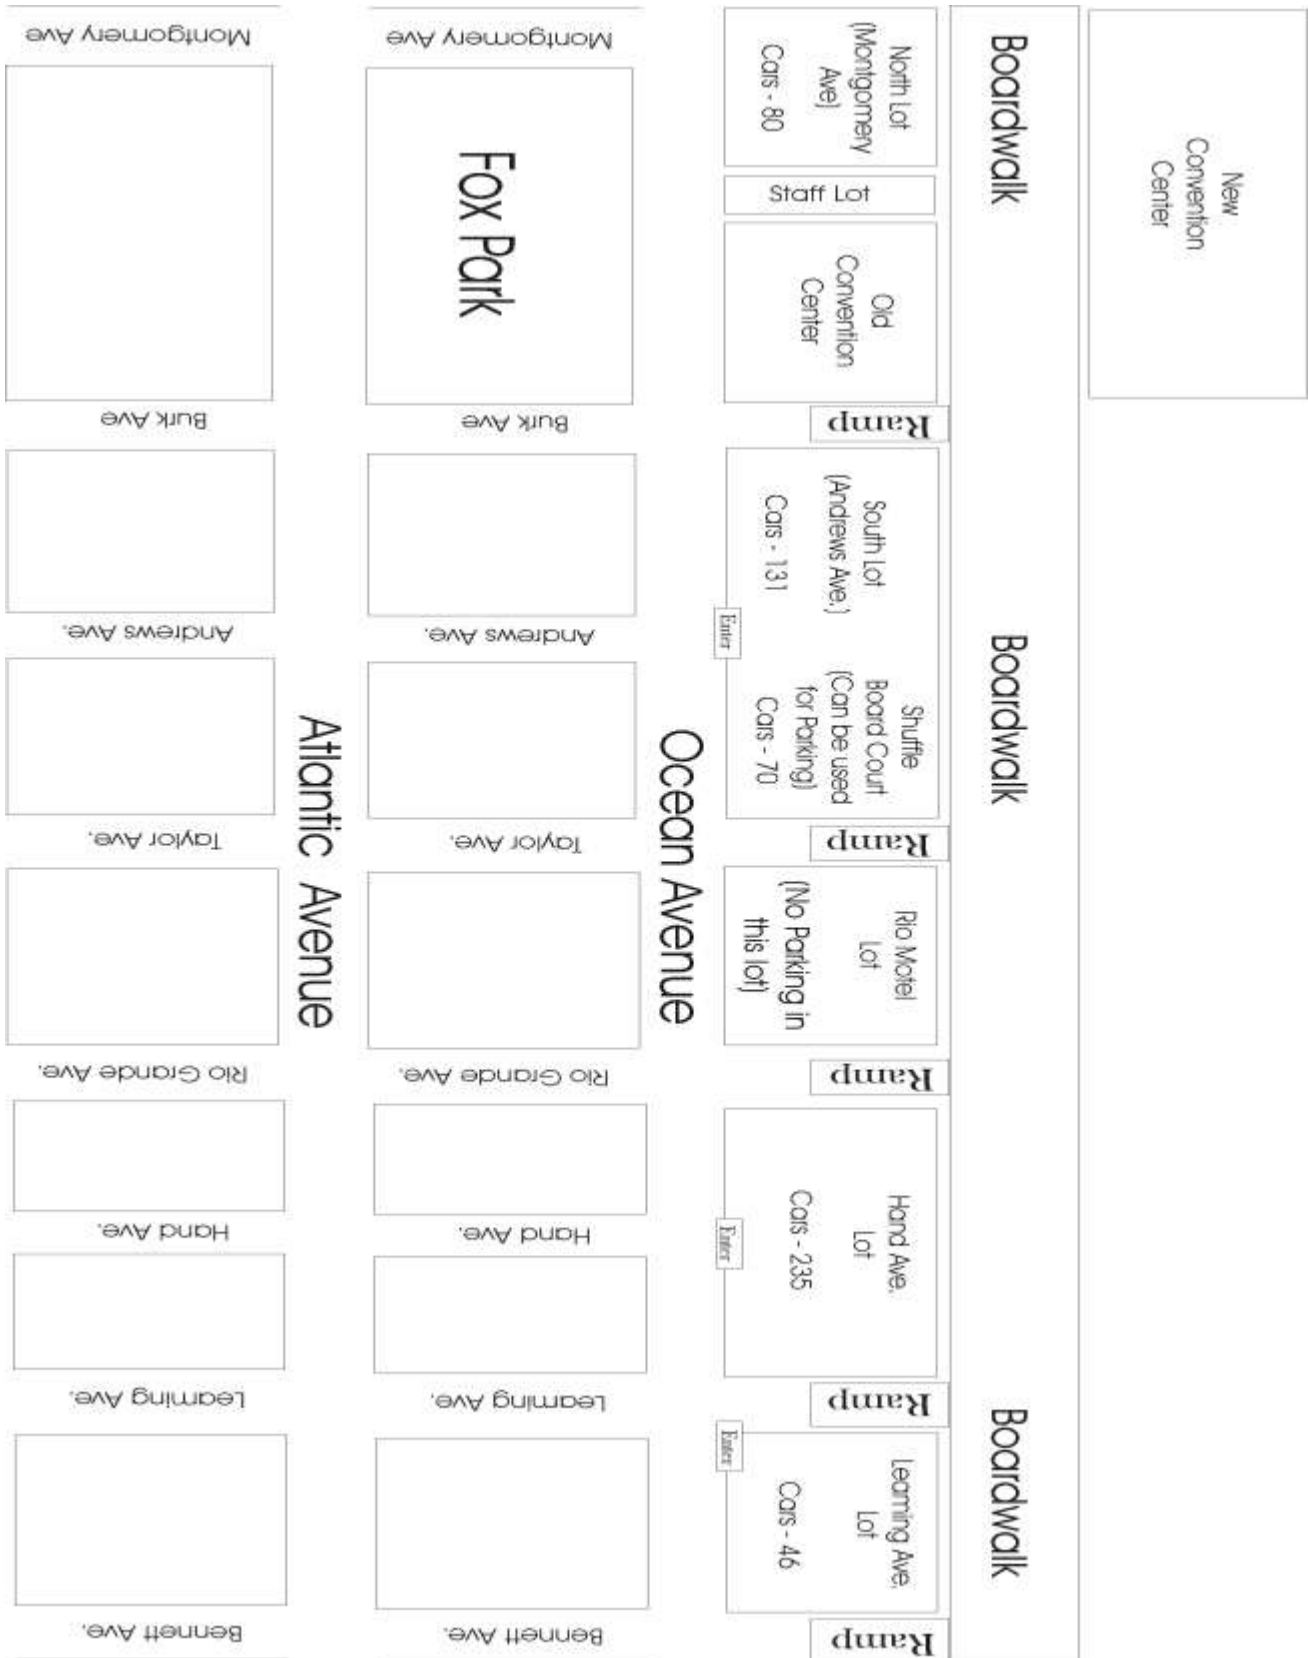 Montgomery Ave
Montgomery Ave
North Lot
(Montgomery
Ave)
Cars - 80
Boardwalk
New
Convention
Center
Fox Park
Staff Lot
Old
Convention
Center
Burk Ave
Burk Ave
Ramp
South Lot
(Andrews Ave.)
Cars - 131
Enter
Andrews Ave.
Andrews Ave.
Boardwalk
Shuffle
Board Court
(Can be used
for Parking)
Cars - 70
Atlantic Avenue
Ocean Avenue
Taylor Ave.
Taylor Ave.
Ramp
Rio Motel
Lot
(No Parking in
this lot)
Rio Grande Ave.
Rio Grande Ave.
Ramp
Hand Ave.
Lot
Cars - 235
Enter
Hand Ave.
Hand Ave.
Learning Ave.
Learning Ave.
Ramp
Enter
Learning Ave.
Lot
Cars - 46
Boardwalk
Bennett Ave.
Bennett Ave.
Ramp